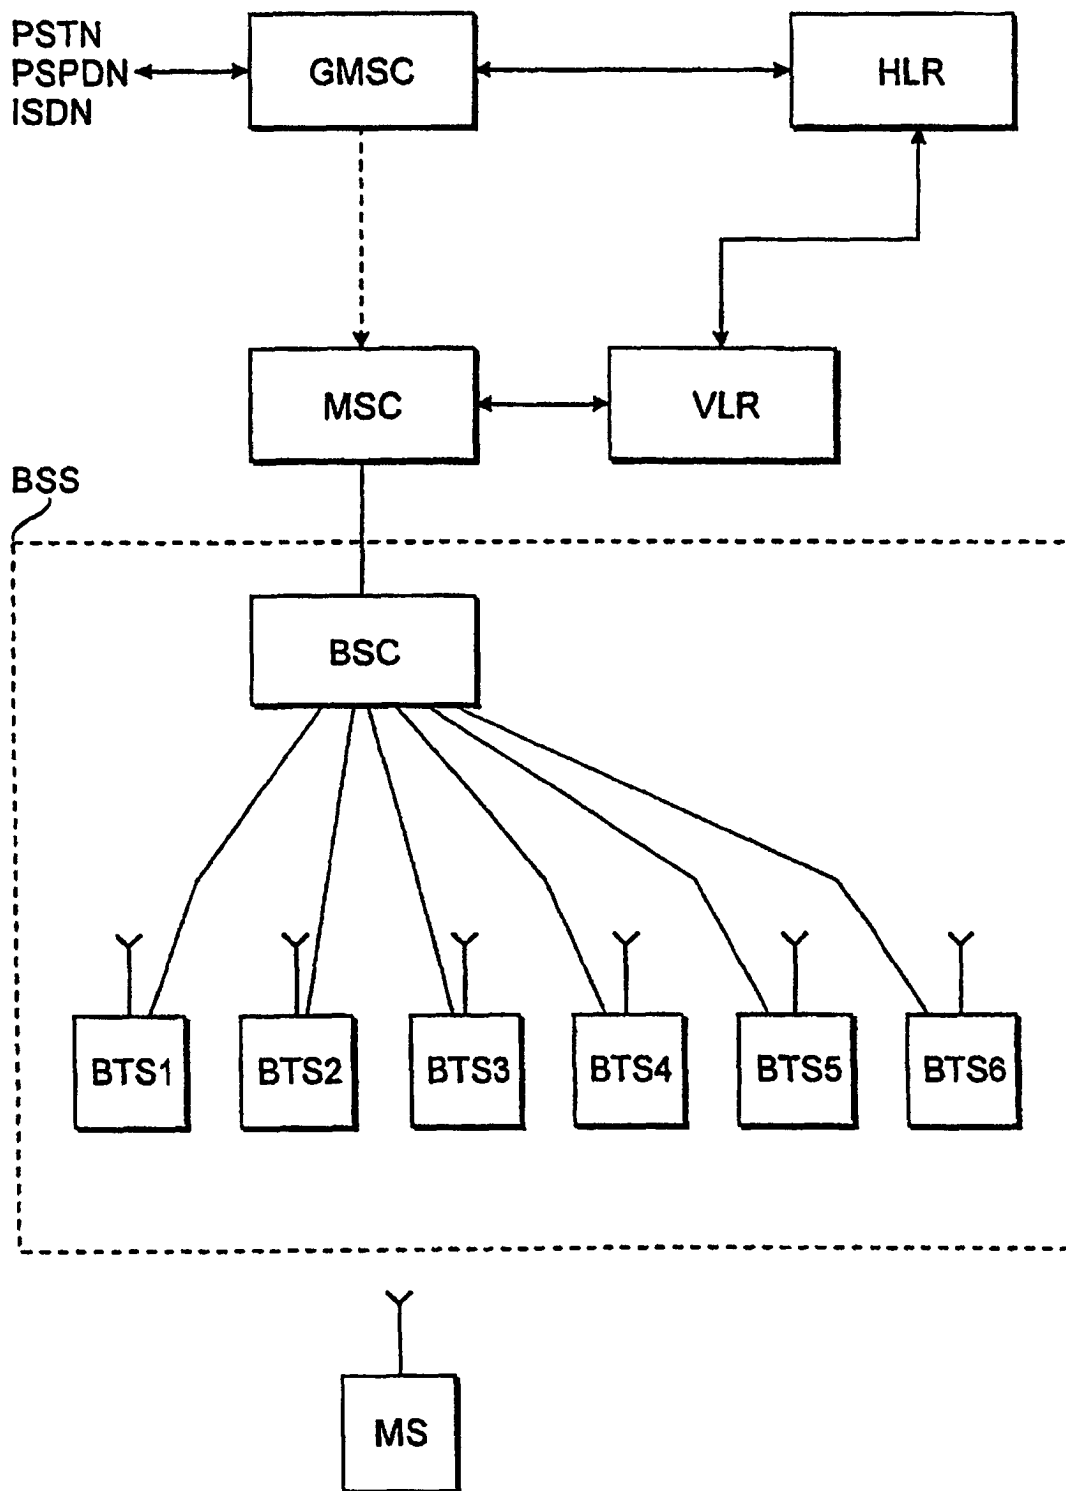 PSTN
PSPDN
ISDN
GMSC
HLR
MSC
VLR
BSS
BSC
BTS1
BTS2
BTS3
BTS4
BTS5
BTS6
MS